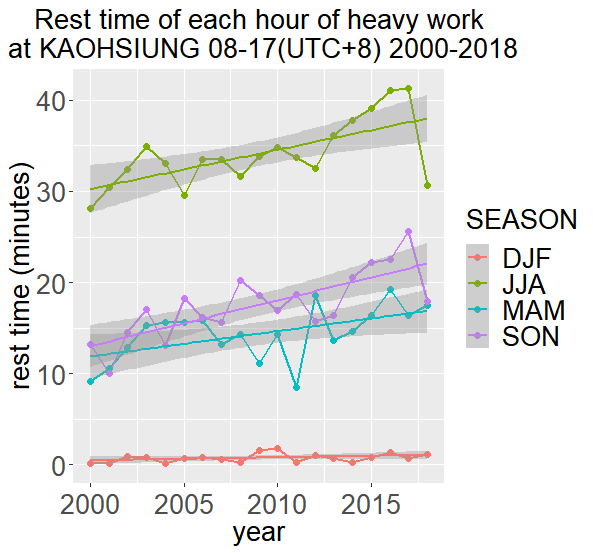 Rest time of each hour of heavy work
at KAOHSIUNG 08-17(UTC+8) 2000-2018
40
30
20
10
0
rest time (minutes)
2000 2005 2010 2015
year
SEASON
DJF
JJA
MAM
SON